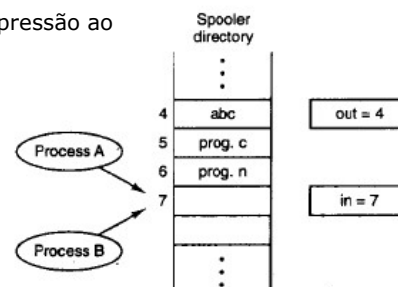 pressão ao
Spooler
directory
4 abc out = 4
Process A
5 prog. c
6 prog. n
7 in = 7
Process B